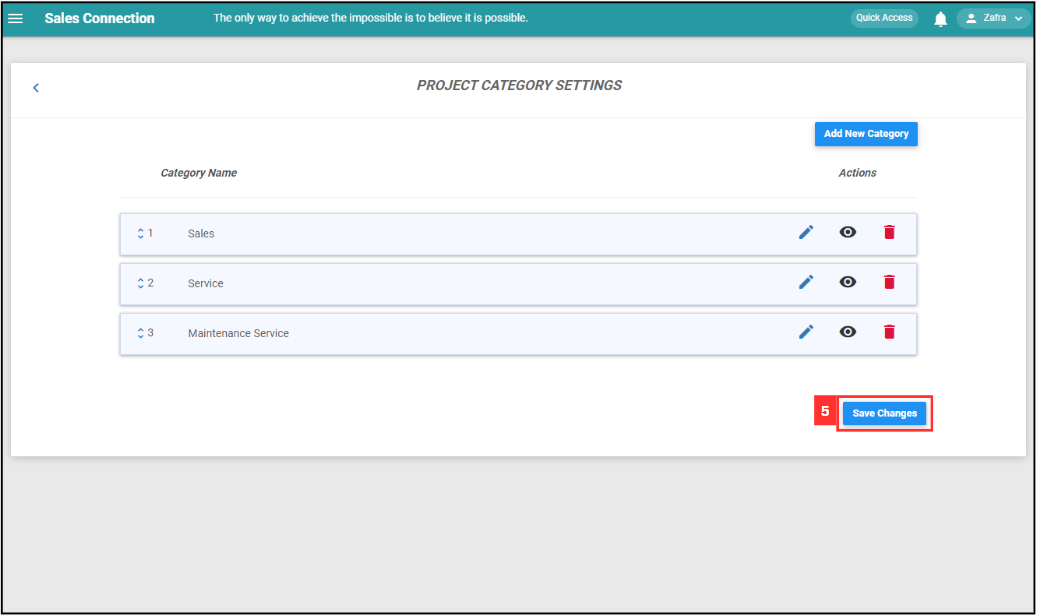 Sales Connection The only way to achieve the impossible is to believe it is possible. Quick Access Zafra
PROJECT CATEGORY SETTINGS
Add New Category
Category Name Actions
1 Sales
2 Service
3 Maintenance Service
5 Save Changes